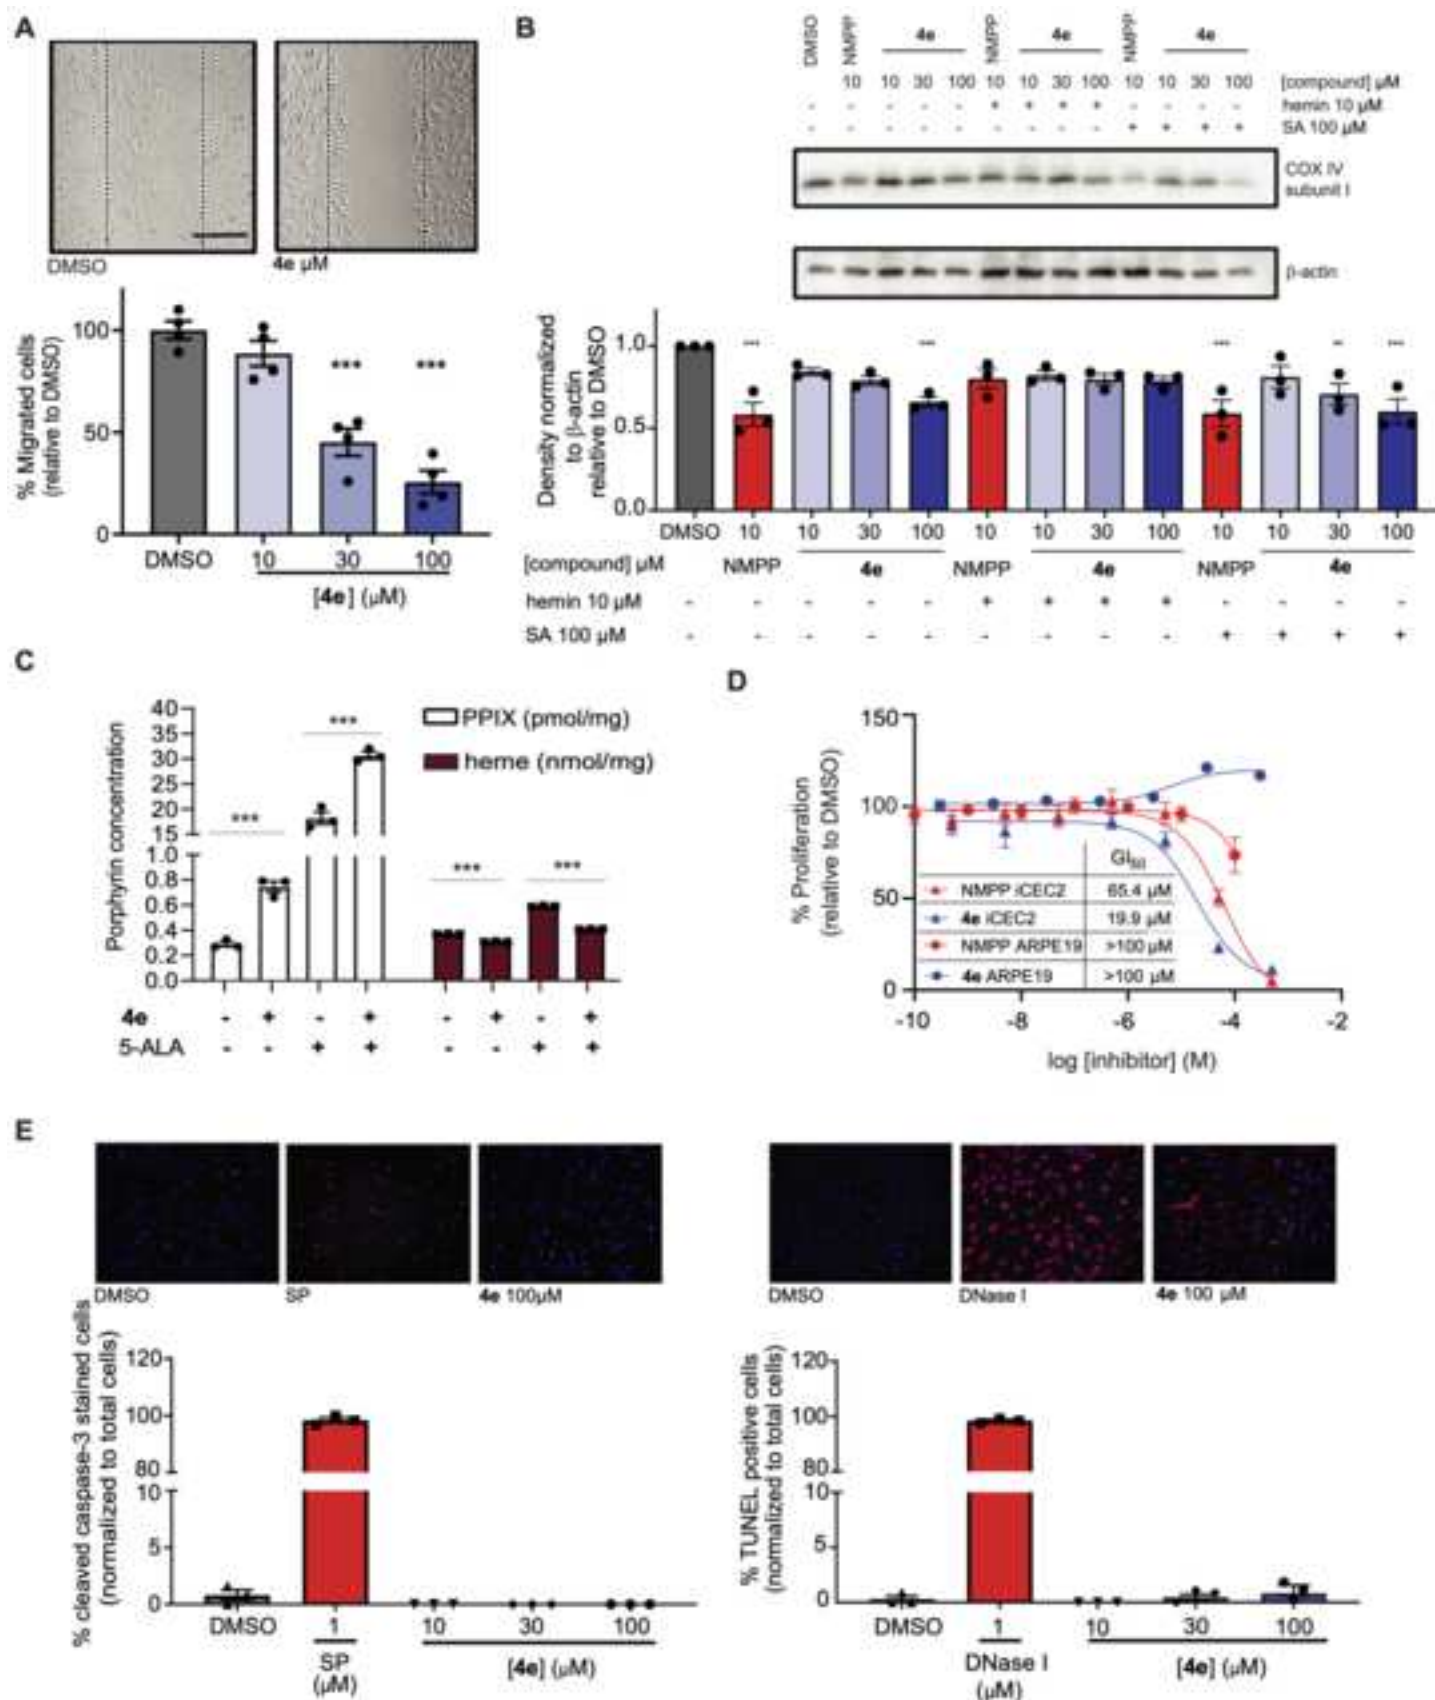 A
DMSO
4e μM
% Migrated cells
(relative to DMSO)
100
50
0
DMSO 10 30 100
[4e] (μM)
B
DMSO NMPP 4e NMPP 4e NMPP 4e
10 10 30 100 10 10 30 100 10 10 30 100 [compound] μM
- - - - - + + + + - - - - hemin 10 μM
- - - - - - - - - + + + + SA 100 μM
COX IV
subunit I
β-actin
Density normalized
to β-actin
relative to DMSO
1.0
0.5
0.0
*** *** *** ** ***
DMSO 10 10 30 100 10 10 30 100 10 10 30 100
[compound] μM NMPP 4e NMPP 4e NMPP 4e
hemin 10 μM - - - - - + + + + - - - -
SA 100 μM - - - - - - - - - + + + +
*** ***
C
Porphyrin concentration
40
35
30
25
20
15
1.0
0.8
0.6
0.4
0.2
0.0
*** *** *** ***
PPIX (pmol/mg)
heme (nmol/mg)
4e - + - + - + - +
5-ALA - - + + - - + +
D
% Proliferation
(relative to DMSO)
150
100
50
0
GI50
NMPP iCEC2 65.4 μM
4e iCEC2 19.9 μM
NMPP ARPE19 >100 μM
4e ARPE19 >100 μM
-10 -8 -6 -4 -2
log [inhibitor] (M)
E
DMSO SP 4e 100μM
% cleaved caspase-3 stained cells
(normalized to total cells)
120
100
80
10
5
0
DMSO 1 10 30 100
SP [4e] (μM)
(μM)
DMSO DNase I 4e 100 μM
% TUNEL positive cells
(normalized to total cells)
120
100
80
10
5
0
DMSO 1 10 30 100
DNase I [4e] (μM)
(μM)